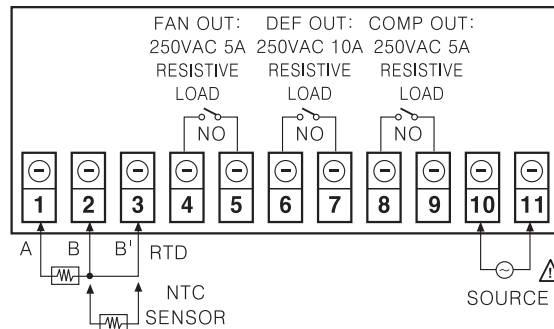 FAN OUT: DEF OUT: COMP OUT:
250VAC 5A 250VAC 10A 250VAC 5A
RESISTIVE RESISTIVE RESISTIVE
LOAD LOAD LOAD
NO NO NO
1 2 3 4 5 6 7 8 9 10 11
A B B' RTD
NTC
SENSOR
SOURCE